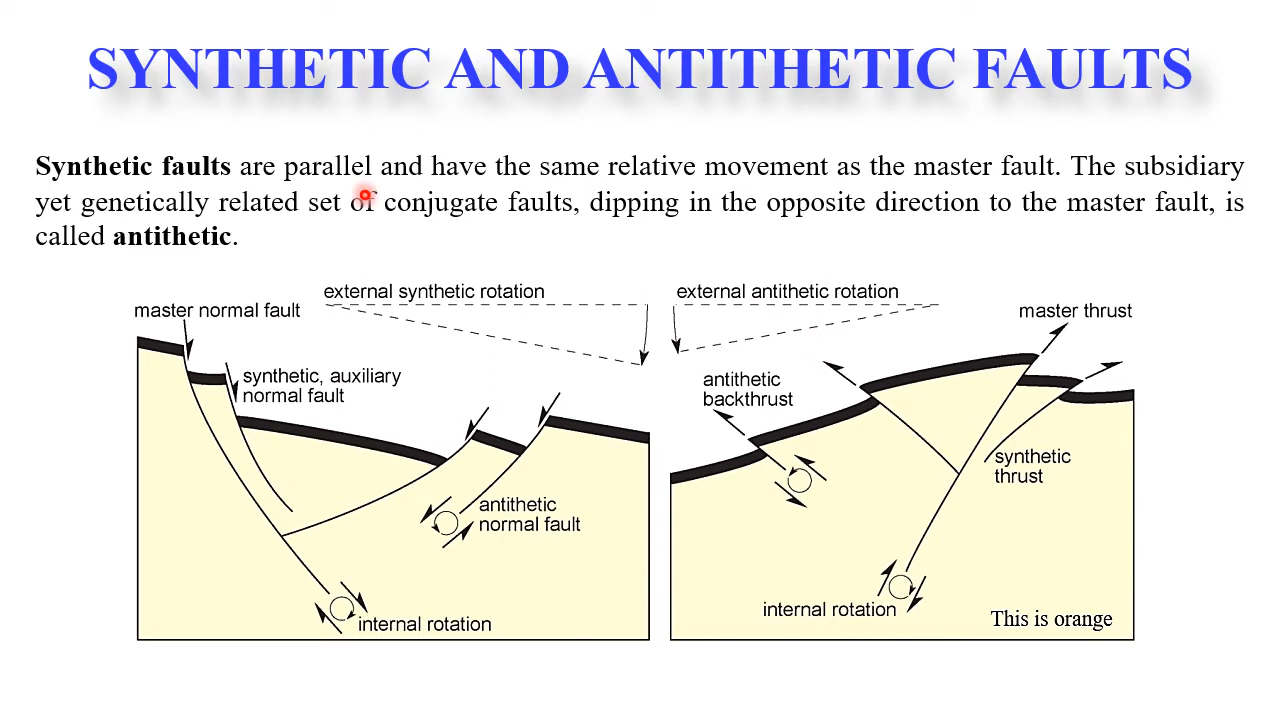 SYNTHETIC AND ANTITHETIC FAULTS
Synthetic faults are parallel and have the same relative movement as the master fault. The subsidiary
yet genetically related set of conjugate faults, dipping in the opposite direction to the master fault, is
called antithetic.
external synthetic rotation
master normal fault
synthetic, auxiliary
normal fault
antithetic
normal fault
internal rotation
external antithetic rotation
master thrust
antithetic
backthrust
synthetic
thrust
internal rotation
This is orange